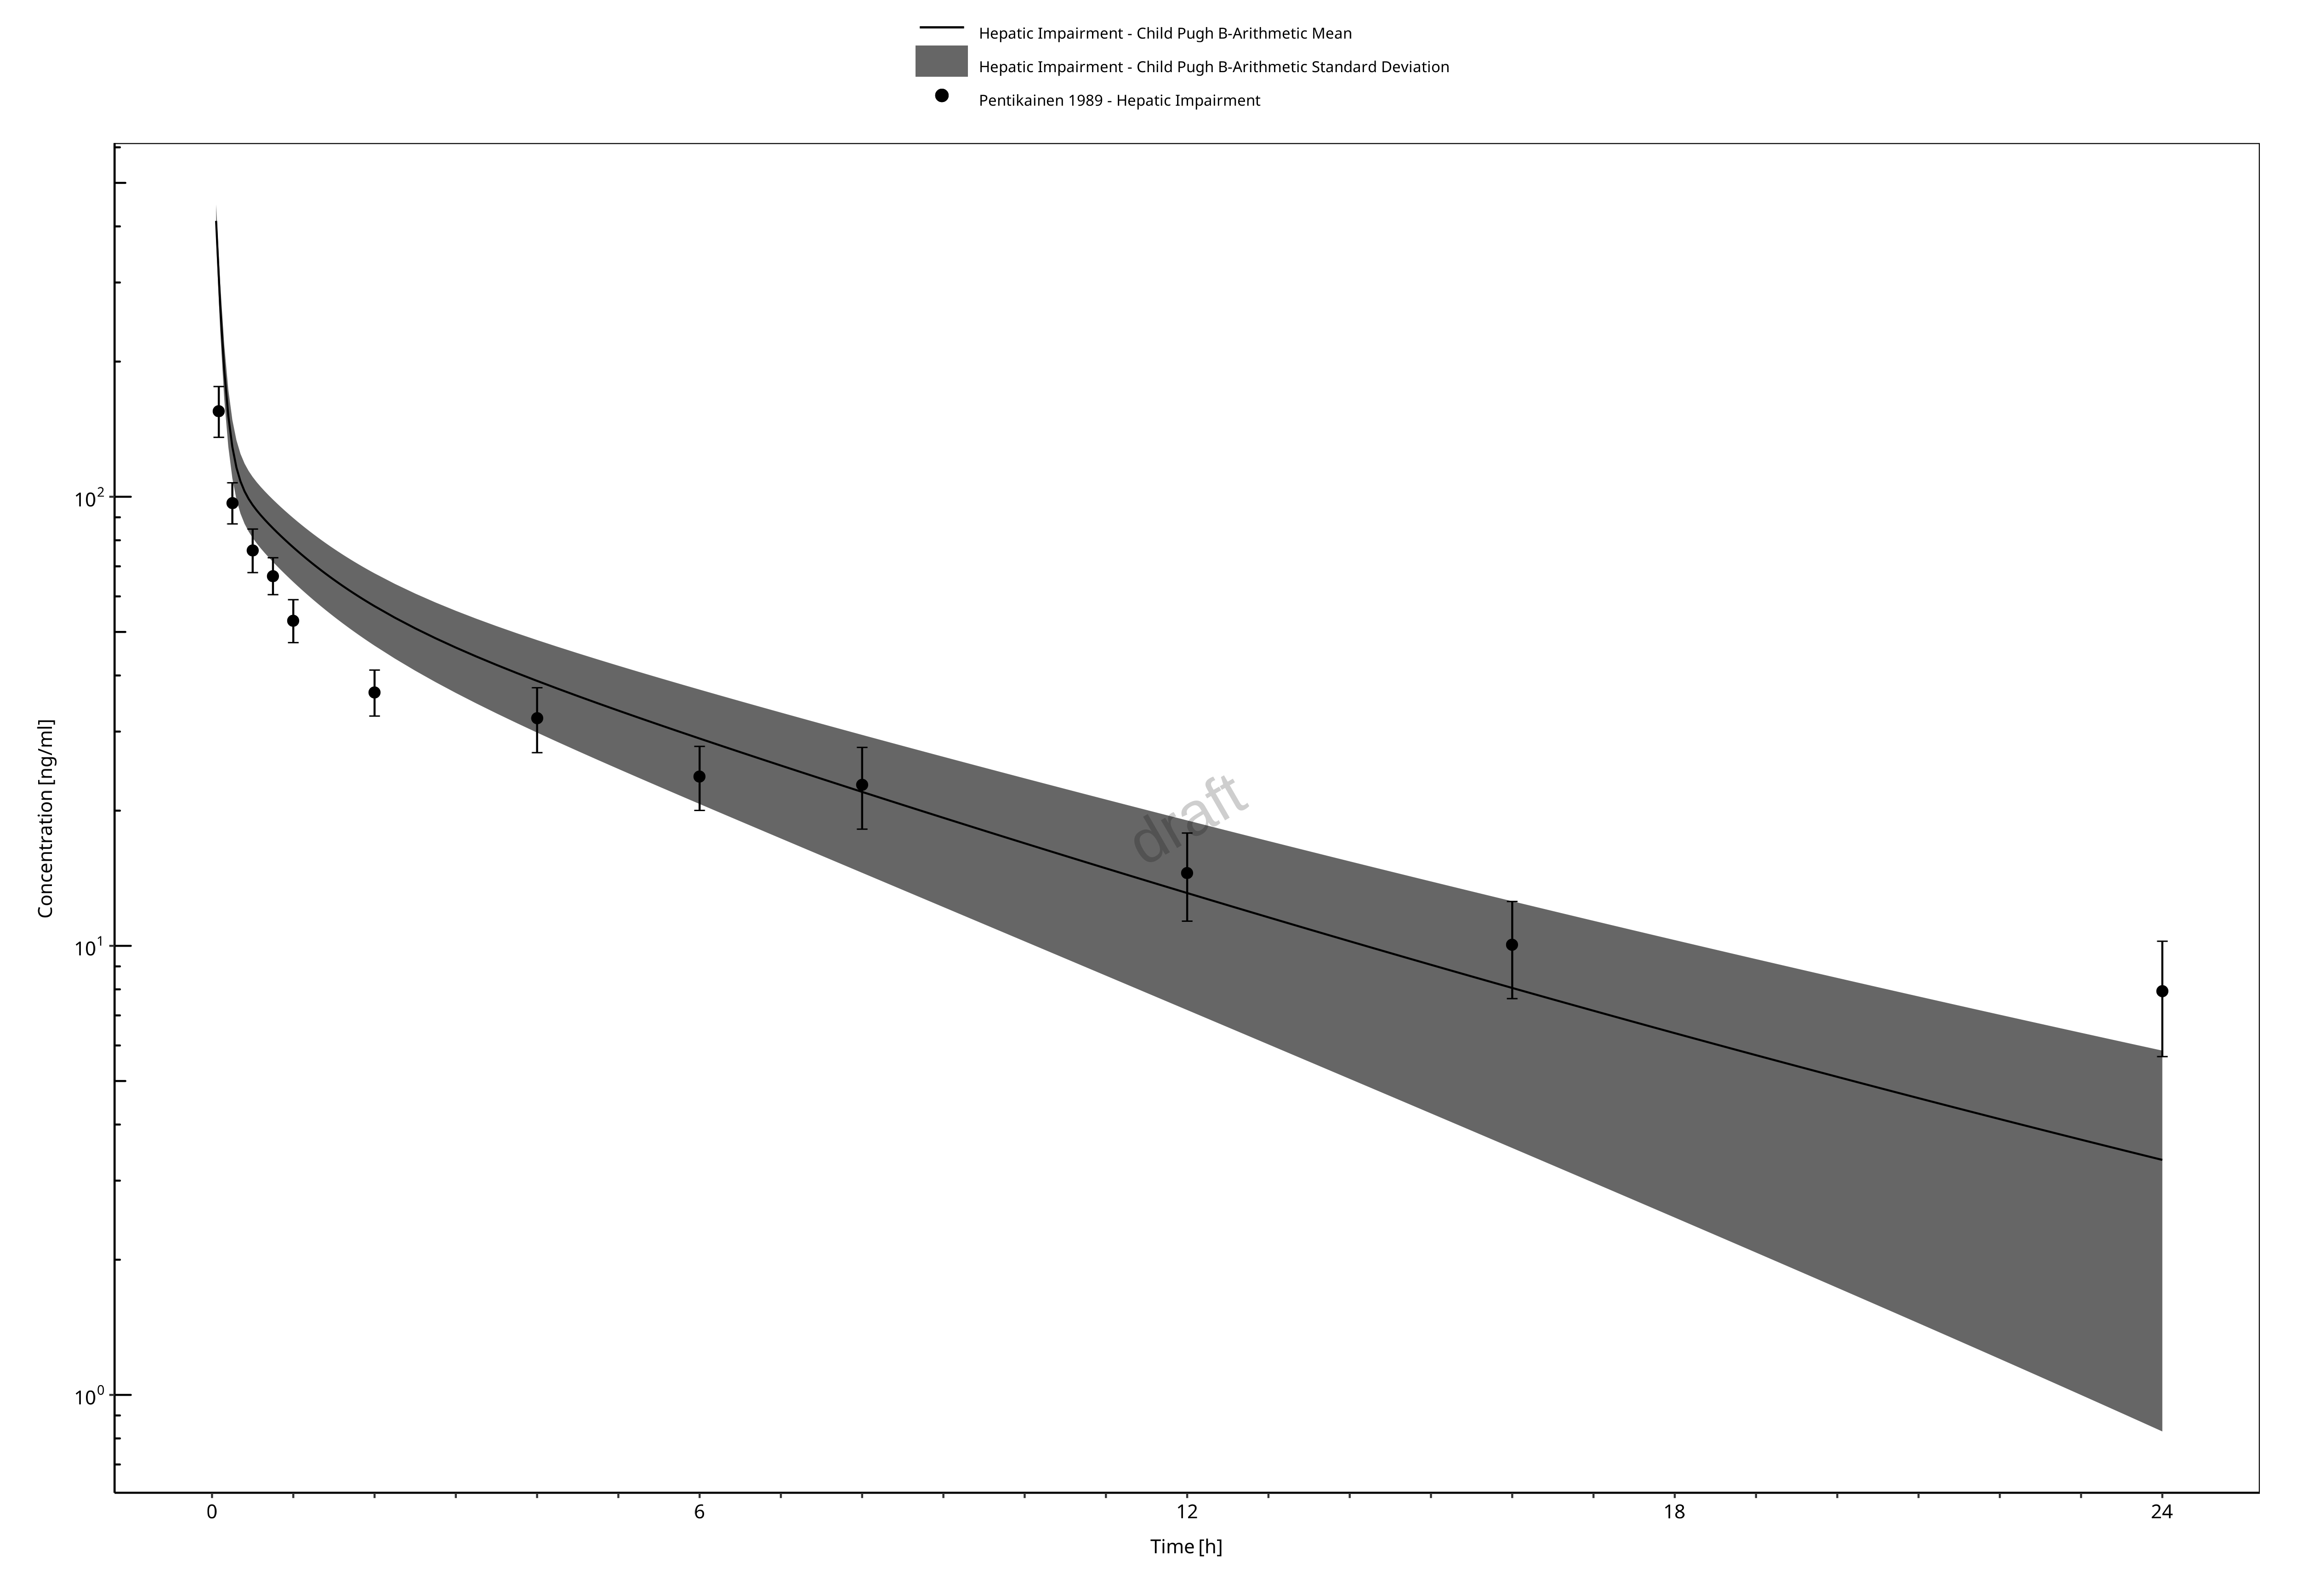 Hepatic Impairment - Child Pugh B-Arithmetic Mean
Hepatic Impairment - Child Pugh B-Arithmetic Standard Deviation
Pentikainen 1989 - Hepatic Impairment
10²
10¹
10⁰
Concentration [ng/ml]
draft
0 6 12 18 24
Time [h]